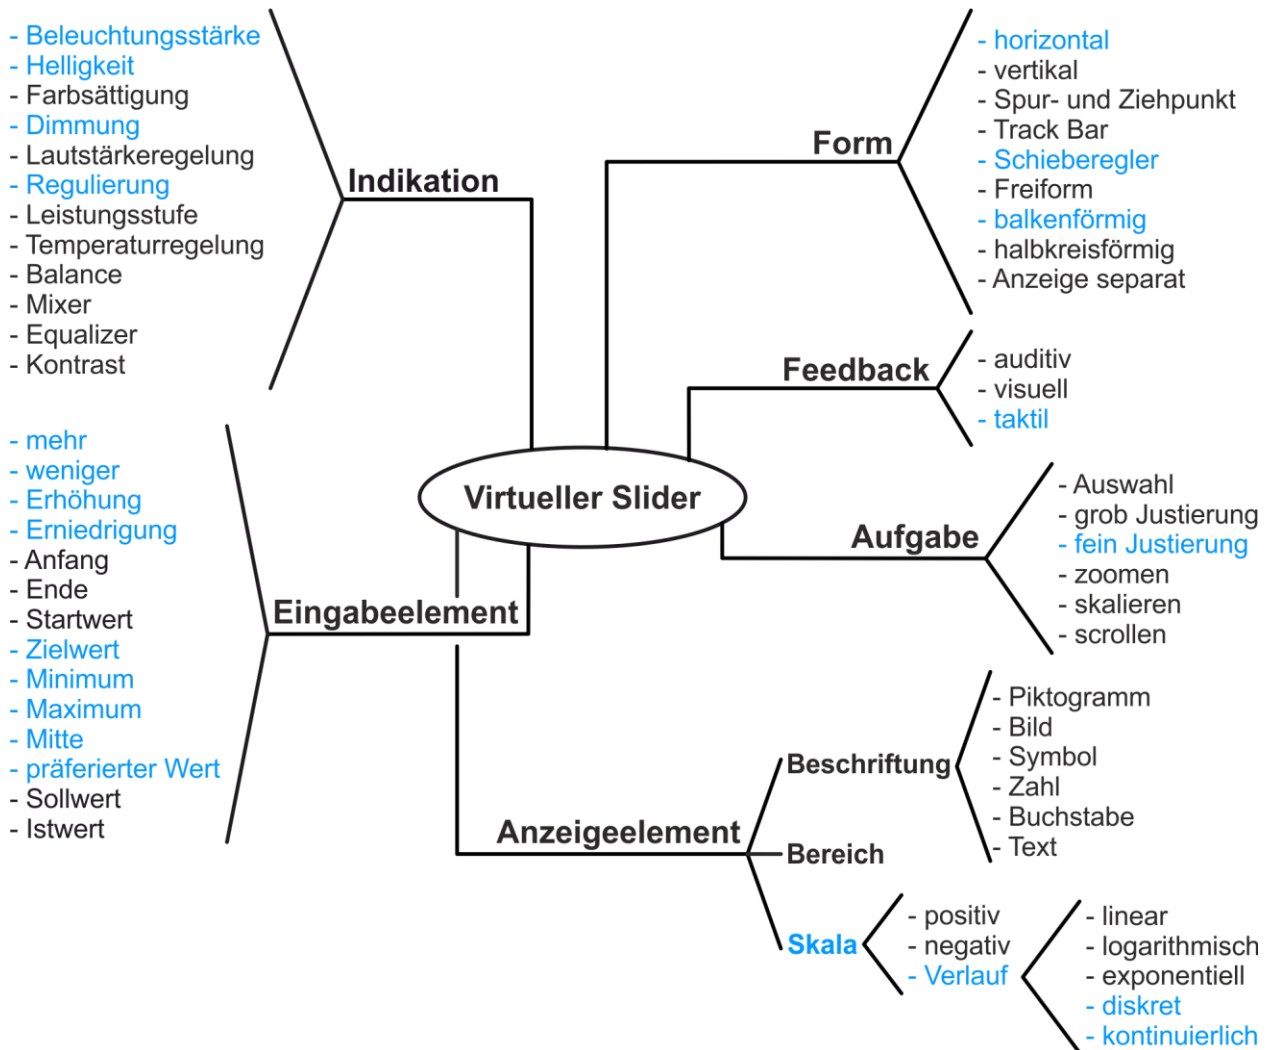 - Beleuchtungsstärke
- Helligkeit
- Farbsättigung
- Dimmung
- Lautstärkeregelung
- Regulierung
- Leistungsstufe
- Temperaturregelung
- Balance
- Mixer
- Equalizer
- Kontrast
Indikation
Form
- horizontal
- vertikal
- Spur- und Ziehpunkt
- Track Bar
- Schieberegler
- Freiform
- balkenförmig
- halbkreisförmig
- Anzeige separat
Feedback
- auditiv
- visuell
- taktil
Virtueller Slider
Aufgabe
- Auswahl
- grob Justierung
- fein Justierung
- zoomen
- skalieren
- scrollen
- mehr
- weniger
- Erhöhung
- Erniedrigung
- Anfang
- Ende
- Startwert
- Zielwert
- Minimum
- Maximum
- Mitte
- präferierter Wert
- Sollwert
- Istwert
Eingabeelement
Anzeigeelement
Beschriftung
- Piktogramm
- Bild
- Symbol
- Zahl
- Buchstabe
- Text
Bereich
Skala
- positiv
- negativ
- Verlauf
- linear
- logarithmisch
- exponentiell
- diskret
- kontinuierlich